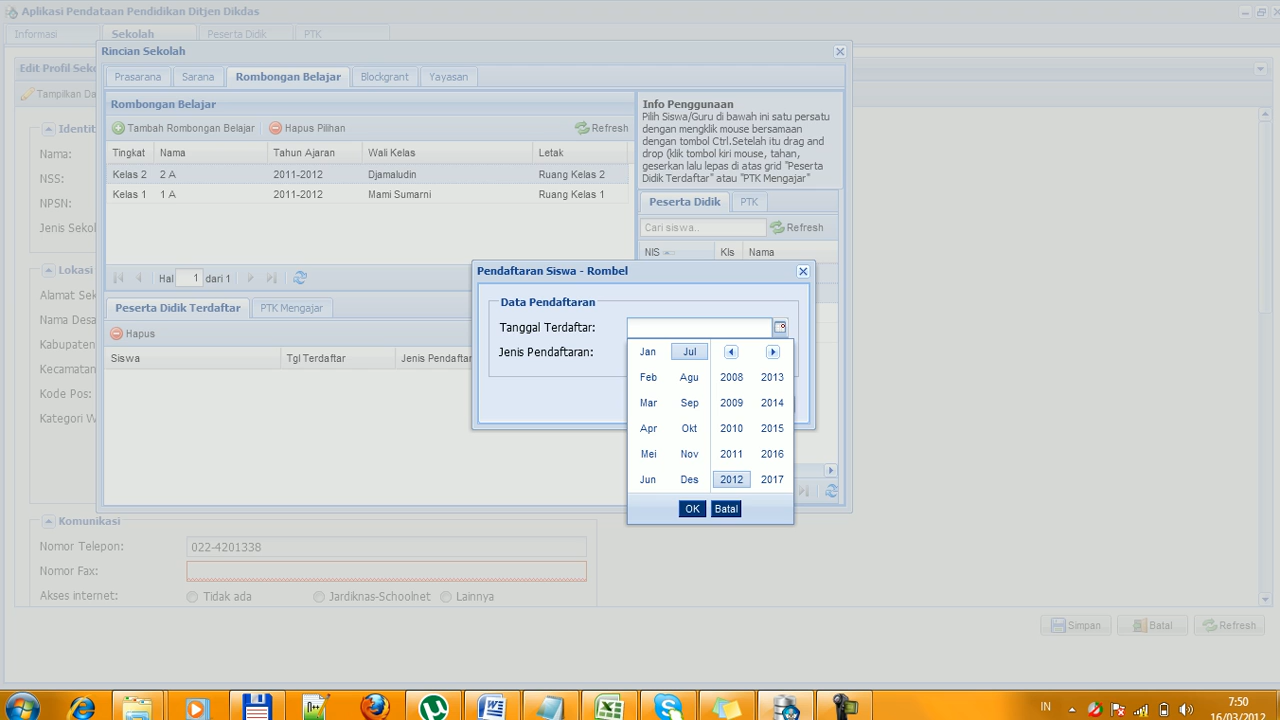 Aplikasi Pendataan Pendidikan Ditjen Dikdas
Informasi Sekolah Peserta Didik PTK
Rincian Sekolah
Edit Profil Seko
Tampilkan Da
Prasarana Sarana Rombongan Belajar Blockgrant Yayasan
Rombongan Belajar
Tambah Rombongan Belajar Hapus Pilihan Refresh
Tingkat Nama Tahun Ajaran Wali Kelas Letak
Kelas 2 2 A 2011-2012 Djamaludin Ruang Kelas 2
Kelas 1 1 A 2011-2012 Mami Sumarni Ruang Kelas 1
Hal 1 dari 1
Info Penggunaan
Pilih Siswa/Guru di bawah ini satu persatu
dengan mengklik mouse bersamaan
dengan tombol Ctrl.Setelah itu drag and
drop (klik tombol kiri mouse, tahan,
geserkan lalu lepas di atas grid "Peserta
Didik Terdaftar" atau "PTK Mengajar"
Peserta Didik PTK
Cari siswa.. Refresh
NIS Kls Nama
Peserta Didik Terdaftar PTK Mengajar
Hapus
Siswa Tgl Terdaftar Jenis Pendaftar
Pendaftaran Siswa - Rombel
Data Pendaftaran
Tanggal Terdaftar:
Jenis Pendaftaran:
Jan Jul
Feb Agu 2008 2013
Mar Sep 2009 2014
Apr Okt 2010 2015
Mei Nov 2011 2016
Jun Des 2012 2017
OK Batal
Identit
Nama:
NSS:
NPSN:
Jenis Sekol
Lokasi
Alamat Sek
Nama Desa
Kabupaten
Kecamatan
Kode Pos:
Kategori W
Komunikasi
Nomor Telepon: 022-4201338
Nomor Fax:
Akses internet: Tidak ada Jardiknas-Schoolnet Lainnya
Simpan Batal Refresh
IN
7:50
16/03/2012